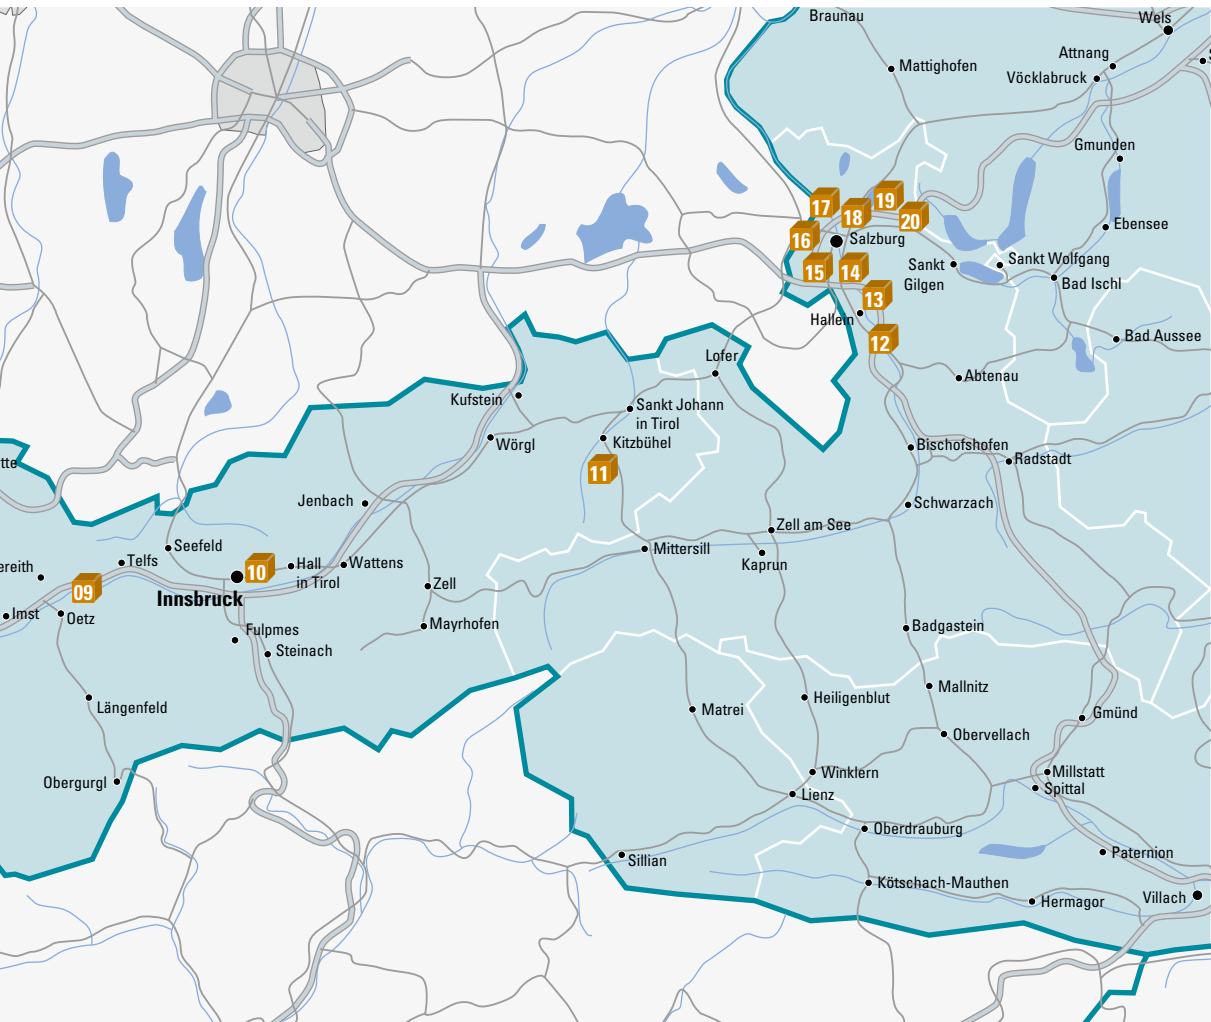 Braunau
Wels
Mattighofen
Attnang
Vöcklabruck
Gmunden
17
18
19
20
16
Salzburg
Ebensee
15
14
Sankt
Gilgen
Sankt Wolfgang
Bad Ischl
13
Hallein
12
Bad Aussee
Lofer
Abtenau
Kufstein
Sankt Johann
in Tirol
Wörgl
Kitzbühel
11
Bischofshofen
Radstadt
tte
Jenbach
Schwarzach
Zell am See
Seefeld
Mittersill
Kaprun
ereith
Telfs
10
Hall
in Tirol
Wattens
09
Innsbruck
Zell
Imst
Oetz
Mayrhofen
Badgastein
Fulpmes
Steinach
Längenfeld
Matrei
Heiligenblut
Mallnitz
Gmünd
Obervellach
Obergurgl
Winklern
Millstatt
Spittal
Lienz
Oberdrauburg
Sillian
Paternion
Kötschach-Mauthen
Hermagor
Villach